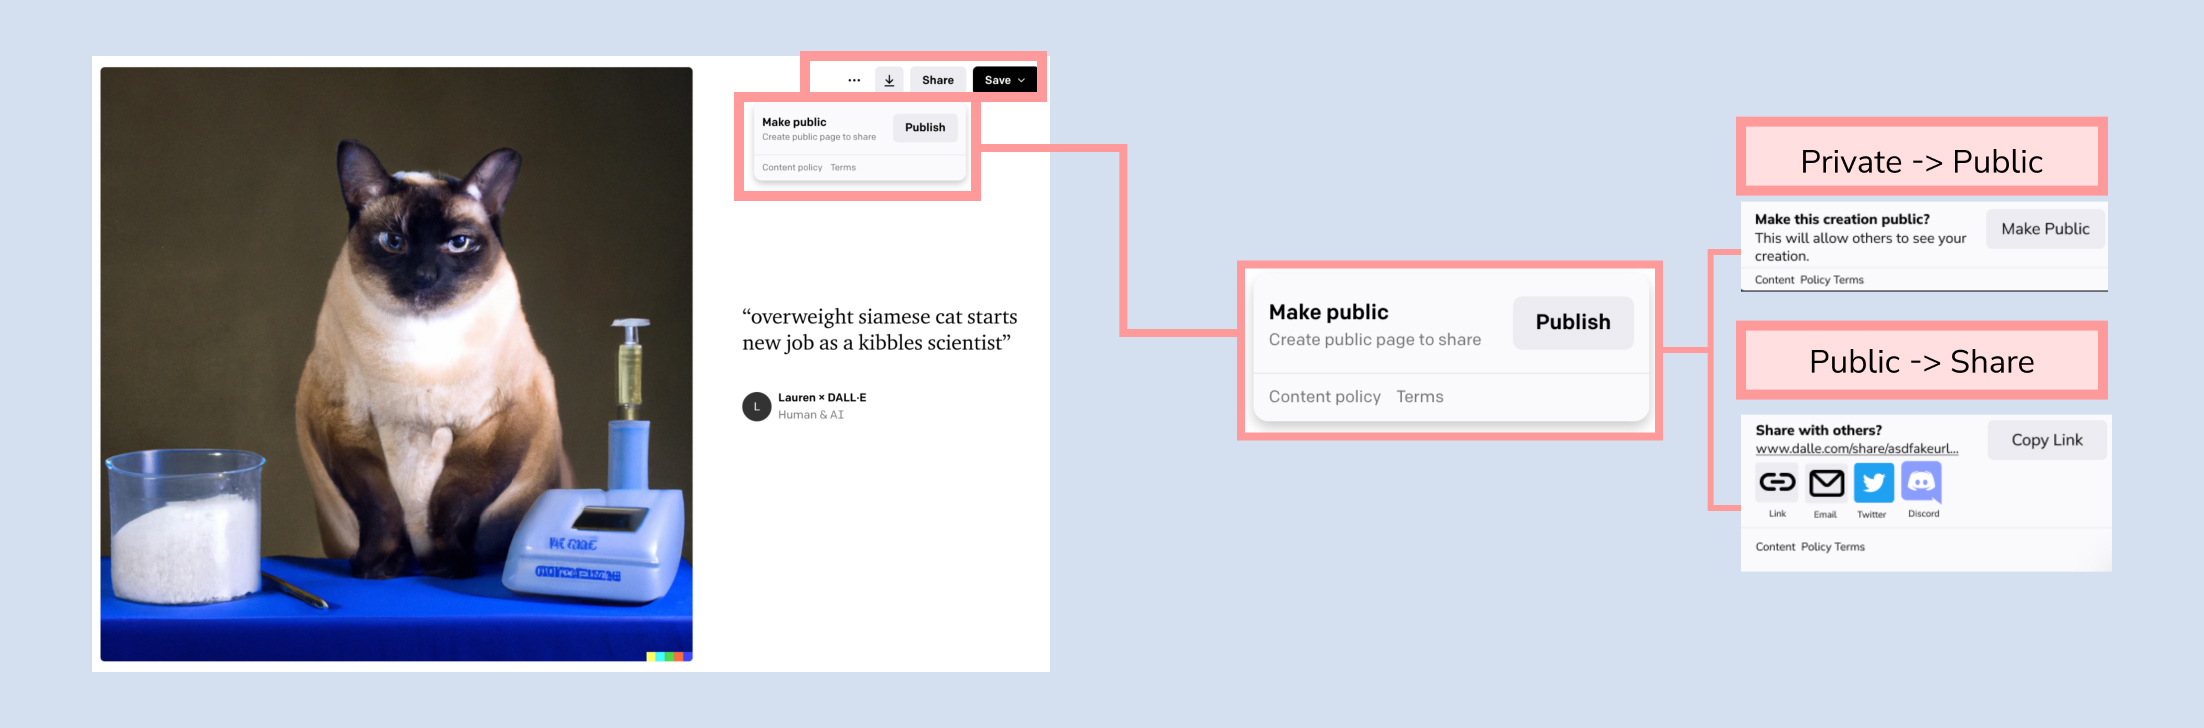 ...
Share
Save
Make public
Create public page to share
Publish
Content policy Terms
“overweight siamese cat starts
new job as a kibbles scientist”
L
Lauren × DALL·E
Human & AI
Make public
Create public page to share
Publish
Content policy Terms
Private -> Public
Make this creation public?
This will allow others to see your
creation.
Make Public
Content Policy Terms
Public -> Share
Share with others?
www.dalle.com/share/asdfakeurl...
Copy Link
Link Email Twitter Discord
Content Policy Terms